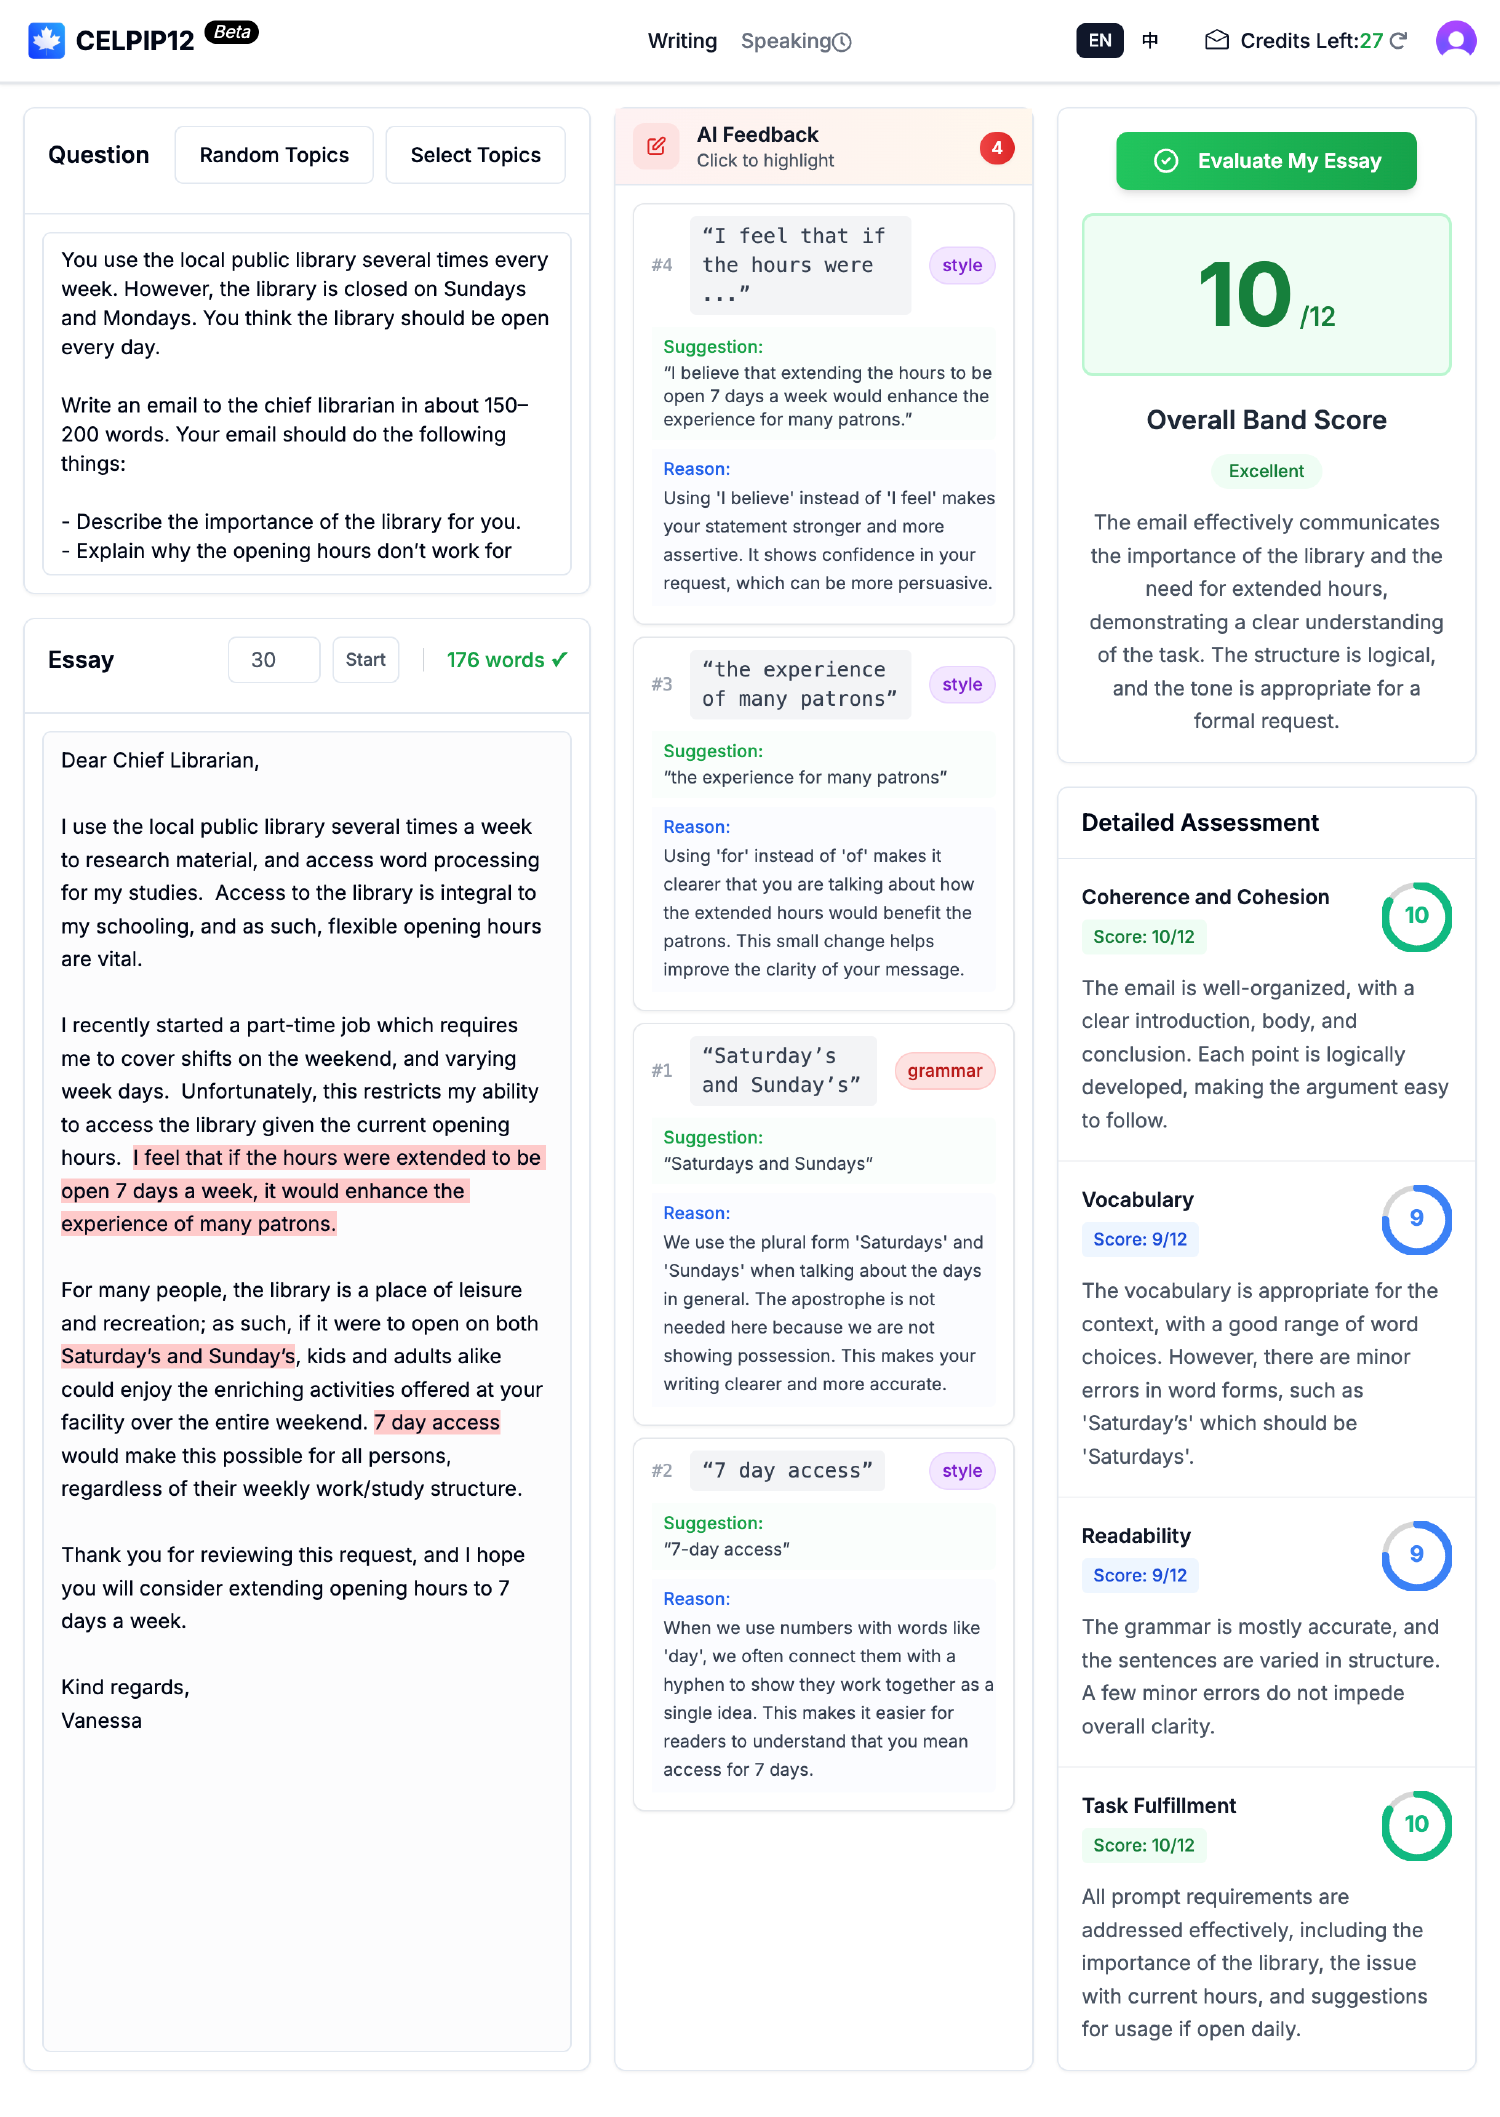 CELPIP12 Beta
Writing Speaking
EN 中 Credits Left:27
Question Random Topics Select Topics
You use the local public library several times every
week. However, the library is closed on Sundays
and Mondays. You think the library should be open
every day.
Write an email to the chief librarian in about 150–
200 words. Your email should do the following
things:
- Describe the importance of the library for you.
- Explain why the opening hours don’t work for
Essay 30 Start 176 words ✓
Dear Chief Librarian,
I use the local public library several times a week
to research material, and access word processing
for my studies.  Access to the library is integral to
my schooling, and as such, flexible opening hours
are vital.
I recently started a part-time job which requires
me to cover shifts on the weekend, and varying
week days.  Unfortunately, this restricts my ability
to access the library given the current opening
hours.  I feel that if the hours were extended to be
open 7 days a week, it would enhance the
experience of many patrons.
For many people, the library is a place of leisure
and recreation; as such, if it were to open on both
Saturday’s and Sunday’s, kids and adults alike
could enjoy the enriching activities offered at your
facility over the entire weekend. 7 day access
would make this possible for all persons,
regardless of their weekly work/study structure.
Thank you for reviewing this request, and I hope
you will consider extending opening hours to 7
days a week.
Kind regards,
Vanessa
AI Feedback
Click to highlight
4
#4 “I feel that if
the hours were
...” style
Suggestion:
"I believe that extending the hours to be
open 7 days a week would enhance the
experience for many patrons."
Reason:
Using 'I believe' instead of 'I feel' makes
your statement stronger and more
assertive. It shows confidence in your
request, which can be more persuasive.
#3 “the experience
of many patrons” style
Suggestion:
"the experience for many patrons"
Reason:
Using 'for' instead of 'of' makes it
clearer that you are talking about how
the extended hours would benefit the
patrons. This small change helps
improve the clarity of your message.
#1 “Saturday’s
and Sunday’s” grammar
Suggestion:
"Saturdays and Sundays"
Reason:
We use the plural form 'Saturdays' and
'Sundays' when talking about the days
in general. The apostrophe is not
needed here because we are not
showing possession. This makes your
writing clearer and more accurate.
#2 “7 day access” style
Suggestion:
"7-day access"
Reason:
When we use numbers with words like
'day', we often connect them with a
hyphen to show they work together as a
single idea. This makes it easier for
readers to understand that you mean
access for 7 days.
Evaluate My Essay
10 /12
Overall Band Score
Excellent
The email effectively communicates
the importance of the library and the
need for extended hours,
demonstrating a clear understanding
of the task. The structure is logical,
and the tone is appropriate for a
formal request.
Detailed Assessment
Coherence and Cohesion
Score: 10/12
10
The email is well-organized, with a
clear introduction, body, and
conclusion. Each point is logically
developed, making the argument easy
to follow.
Vocabulary
Score: 9/12
9
The vocabulary is appropriate for the
context, with a good range of word
choices. However, there are minor
errors in word forms, such as
'Saturday’s' which should be
'Saturdays'.
Readability
Score: 9/12
9
The grammar is mostly accurate, and
the sentences are varied in structure.
A few minor errors do not impede
overall clarity.
Task Fulfillment
Score: 10/12
10
All prompt requirements are
addressed effectively, including the
importance of the library, the issue
with current hours, and suggestions
for usage if open daily.